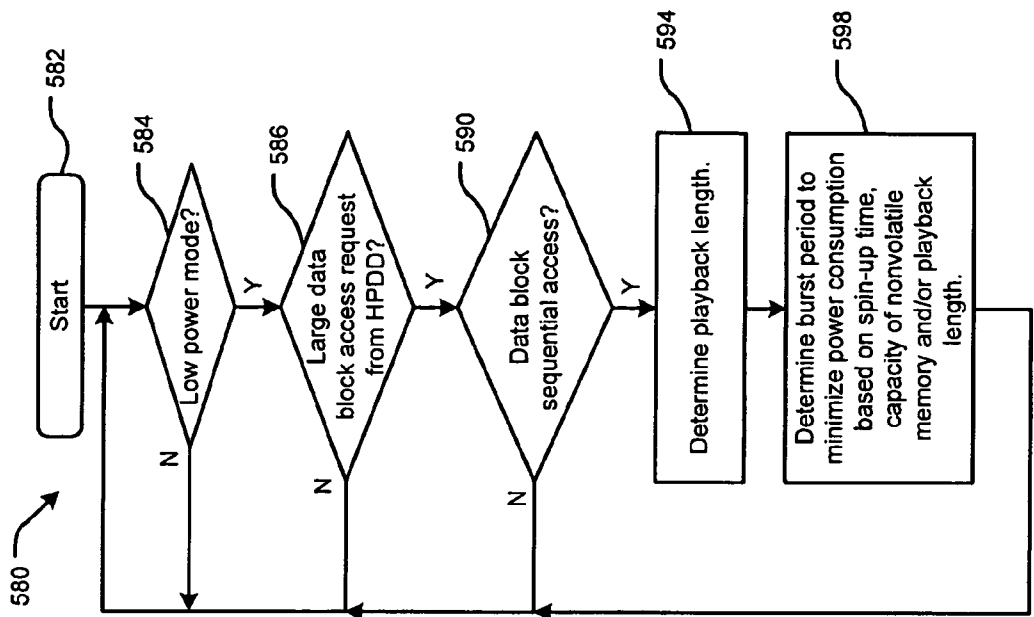 580
Start
582
Low power mode?
584
N
Y
Large data
block access request
from HPDD?
586
N
Y
Data block
sequential access?
590
N
Y
Determine playback length.
594
Determine burst period to
minimize power consumption
based on spin-up time,
capacity of nonvolatile
memory and/or playback
length.
598